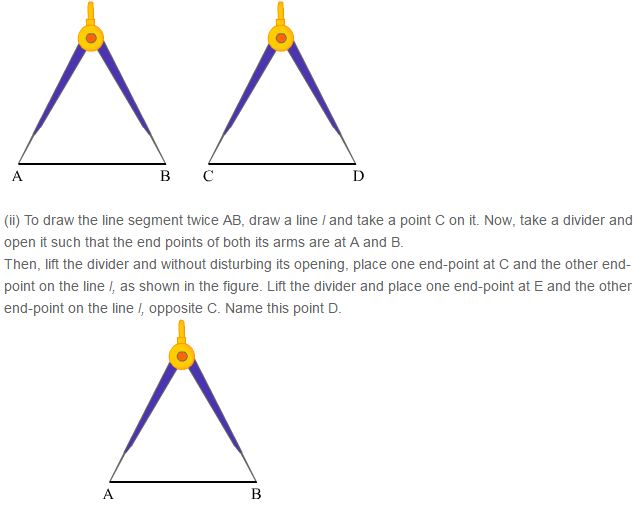 A B C D
(ii) To draw the line segment twice AB, draw a line l and take a point C on it. Now, take a divider and
open it such that the end points of both its arms are at A and B.
Then, lift the divider and without disturbing its opening, place one end-point at C and the other end-
point on the line l, as shown in the figure. Lift the divider and place one end-point at E and the other
end-point on the line l, opposite C. Name this point D.
A B